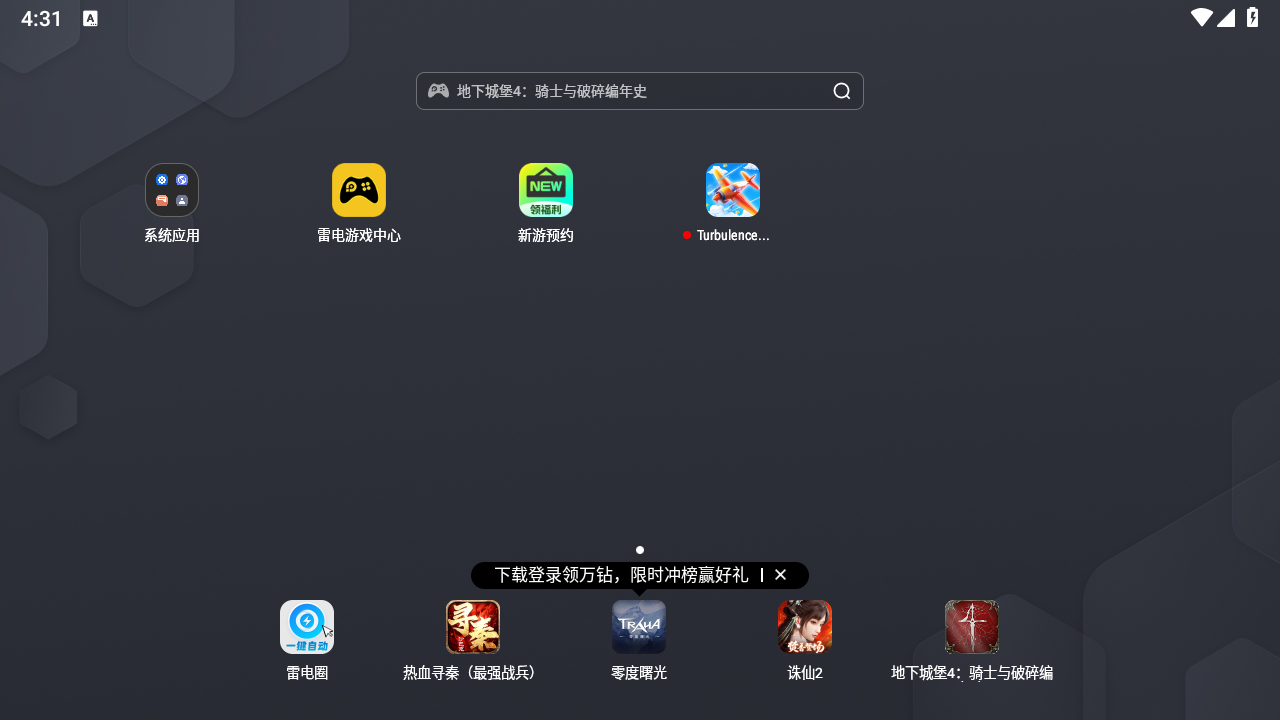 4:31
A
地下城堡4：骑士与破碎编年史
NEW
领福利
系统应用
雷电游戏中心
新游预约
Turbulence...
下载登录领万钻，限时冲榜赢好礼
一键自动
寻秦
TRAHA
零度曙光
雷电圈
热血寻秦（最强战兵）
零度曙光
诛仙2
地下城堡4：骑士与破碎编